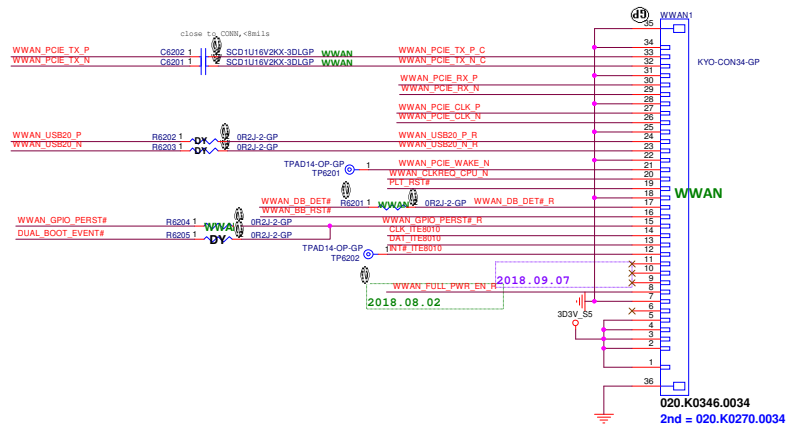 WWAN1
close to CONN,<8mils
35
34
WWAN_PCIE_TX_P C6202 1 SCD1U16V2KX-3DLGP WWAN WWAN_PCIE_TX_P_C 33
WWAN_PCIE_TX_N C6201 1 2 SCD1U16V2KX-3DLGP WWAN WWAN_PCIE_TX_N_C 32
KYO-CON34-GP
31
WWAN_PCIE_RX_P 30
WWAN_PCIE_RX_N 29
28
WWAN_PCIE_CLK_P 27
WWAN_PCIE_CLK_N 26
25
WWAN_USB20_P R6202 1 DY 0R2J-2-GP WWAN_USB20_P_R 24
WWAN_USB20_N R6203 1 DY 0R2J-2-GP WWAN_USB20_N_R 23
22
TPAD14-OP-GP 1 WWAN_PCIE_WAKE_N 21
TP6201 WWAN_CLKREQ_CPU_N 20
PLT_RST# 19
WWAN
18
WWAN_DB_DET# R6201 1 WWAN 0R2J-2-GP WWAN_DB_DET#_R 17
WWAN_BB_RST# 16
WWAN_GPIO_PERST# R6204 1 WWA 0R2J-2-GP WWAN_GPIO_PERST#_R 15
CLK_ITE8010 14
DUAL_BOOT_EVENT# R6205 1 DY 0R2J-2-GP DAT_ITE8010 13
TPAD14-OP-GP 1 INT#_ITE8010 12
TP6202
11
10
2018.09.07 9
WWAN_FULL_PWR_EN_R 8
2018.08.02 7
3D3V_S5 6
5
4
3
2
1
36
020.K0346.0034
2nd = 020.K0270.0034